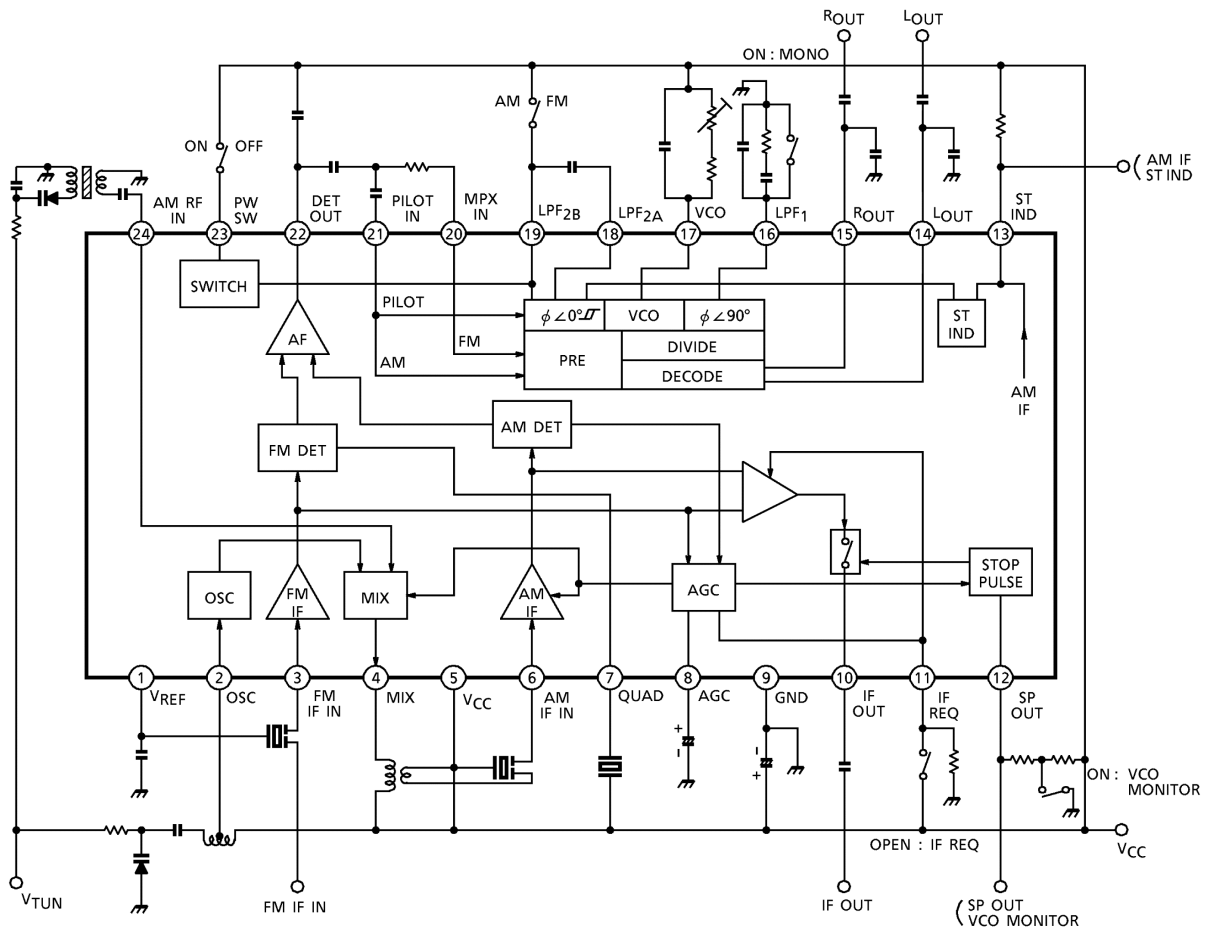 ROUT LOUT
ON : MONO
AM FM
ON OFF
( AM IF
ST IND
AM RF
IN
PW
SW
DET
OUT
PILOT
IN
MPX
IN
LPF2B
LPF2A
VCO
LPF1
ROUT
LOUT
ST
IND
24 23 22 21 20 19 18 17 16 15 14 13
SWITCH
PILOT
AF
FM
AM
φ∠0°
VCO
φ∠90°
PRE
DIVIDE
DECODE
ST
IND
AM
IF
AM DET
FM DET
OSC
FM
IF
MIX
AM
IF
AGC
STOP
PULSE
1 2 3 4 5 6 7 8 9 10 11 12
VREF
OSC
FM
IF IN
MIX
VCC
AM
IF IN
QUAD
AGC
GND
IF
OUT
IF
REQ
SP
OUT
+
-
-
+
ON : VCO
MONITOR
OPEN : IF REQ
VCC
VTUN
FM IF IN
IF OUT
( SP OUT
VCO MONITOR